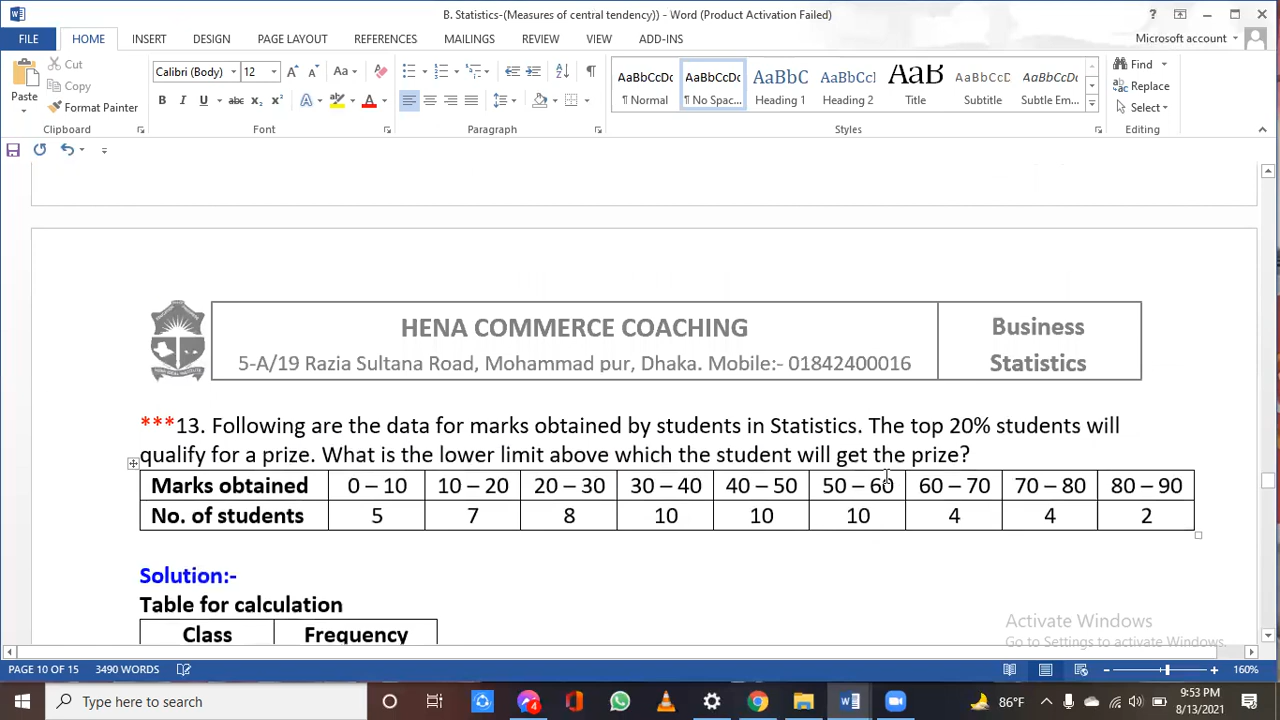 B. Statistics-(Measures of central tendency)) - Word (Product Activation Failed)
FILE HOME INSERT DESIGN PAGE LAYOUT REFERENCES MAILINGS REVIEW VIEW ADD-INS Microsoft account
Paste Cut Copy Format Painter
Calibri (Body) 12
AaBbCcDc AaBbCcDc AaBbC AaBbCcl AaB AaBbCcDc AaBbCcDc
¶ Normal ¶ No Spac... Heading Heading 2 Title Subtitle Subtle Em...
Find Replace Select
Clipboard Font Paragraph Styles Editing
HENA COMMERCE COACHING
5-A/19 Razia Sultana Road, Mohammad pur, Dhaka. Mobile:- 01842400016
Business
Statistics
***13. Following are the data for marks obtained by students in Statistics. The top 20% students will
qualify for a prize. What is the lower limit above which the student will get the prize?
Marks obtained 0 – 10 10 – 20 20 – 30 30 – 40 40 – 50 50 – 60 60 – 70 70 – 80 80 – 90
No. of students 5 7 8 10 10 10 4 4 2
Solution:-
Table for calculation
Class Frequency
Activate Windows
Go to Settings to activate Windows.
PAGE 10 OF 15 3490 WORDS 160%
Type here to search
4
86°F
9:53 PM
8/13/2021